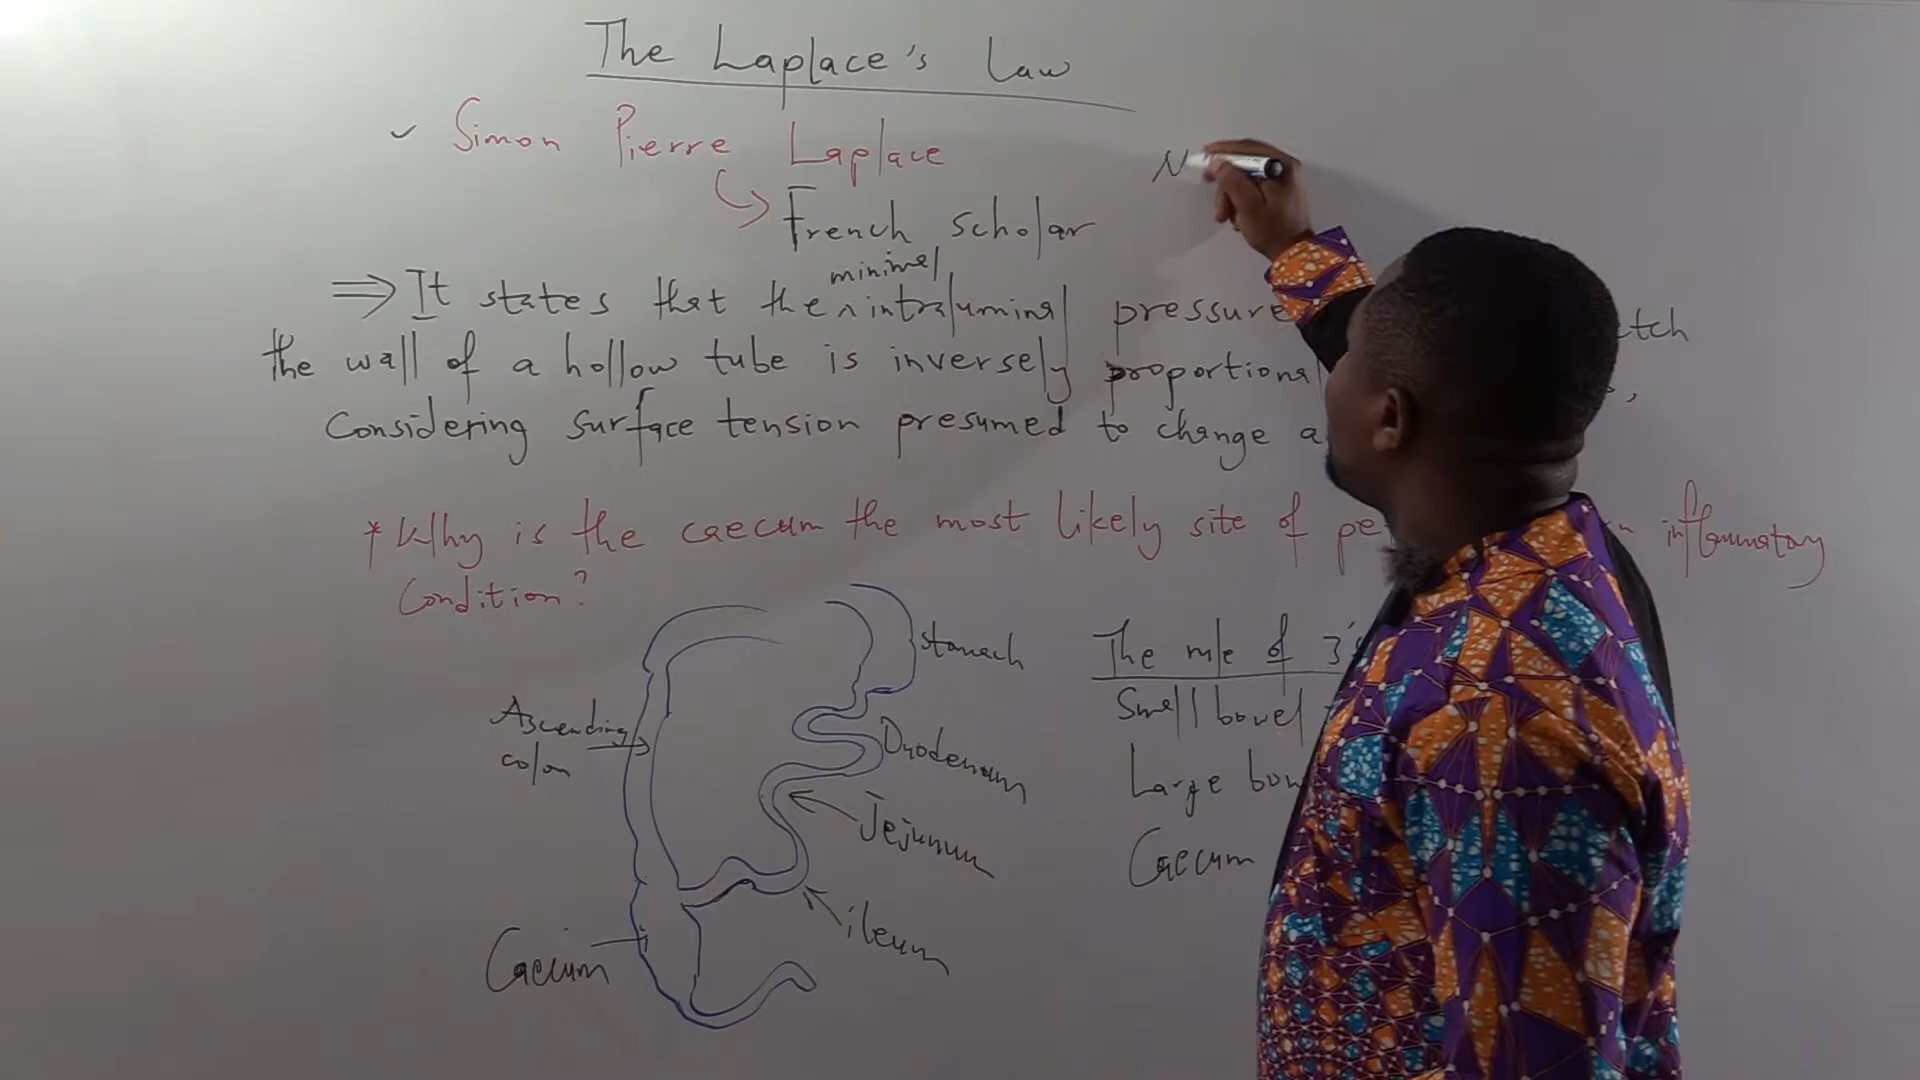 The Laplace's Law
✓ Simon Pierre Laplace
French scholar
N
minimal
⇒ It states that the ^ intraluminal pressure
the wall of a hollow tube is inversely proportional
Considering surface tension presumed to change
* Why is the caecum the most likely site of inflammatory
Condition?
stomach
The rule of 3's
Small bowel
Ascending
colon
Duodenum
Large
Jejunum
Caecum
ileum
Caecum